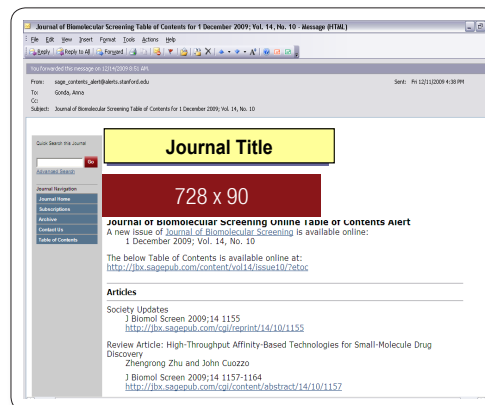 Journal of Biomolecular Screening Table of Contents for 1 December 2009; Vol. 14, No. 10 - Message (HTML)
File Edit View Insert Format Tools Actions Help
Reply Reply to All Forward
You forwarded this message on 12/14/2009 8:51 AM.
From: sage_contents_alert@alerts.stanford.edu Sent: Fri 12/11/2009 4:38 PM
To: Gonda, Anna
Cc:
Subject: Journal of Biomolecular Screening Table of Contents for 1 December 2009; Vol. 14, No. 10
Quick Search this Journal
Go
Advanced Search
Journal Navigation
Journal Home
Subscriptions
Archive
Contact Us
Table of Contents
Journal Title
728 x 90
Journal of Biomolecular Screening Online Table of Contents Alert
A new issue of Journal of Biomolecular Screening is available online:
1 December 2009; Vol. 14, No. 10
The below Table of Contents is available online at:
http://jbx.sagepub.com/content/vol14/issue10/?etoc
Articles
Society Updates
J Biomol Screen 2009;14 1155
http://jbx.sagepub.com/cgi/reprint/14/10/1155
Review Article: High-Throughput Affinity-Based Technologies for Small-Molecule Drug
Discovery
Zhengrong Zhu and John Cuozzo
J Biomol Screen 2009;14 1157-1164
http://jbx.sagepub.com/cgi/content/abstract/14/10/1157